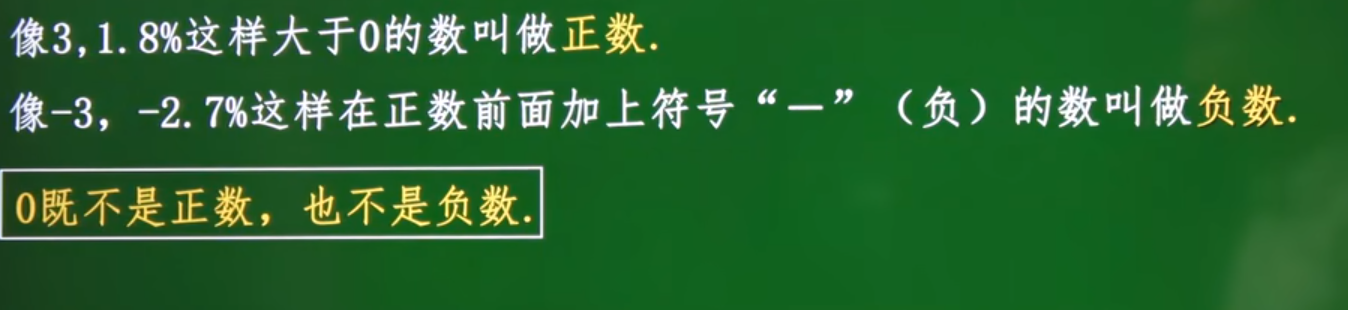 像3,1.8%这样大于0的数叫做正数.
像-3, -2.7%这样在正数前面加上符号“—”(负)的数叫做负数.
0既不是正数，也不是负数.